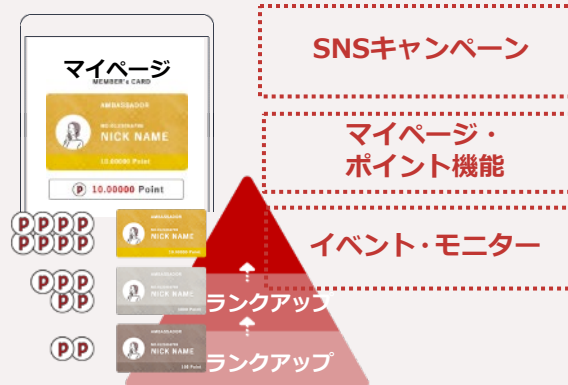 マイページ
MEMBER's CARD
AMBASSADOR
NICK NAME
10.00000 Point
P 10.00000 Point
SNSキャンペーン
マイページ・
ポイント機能
イベント・モニター
P P P P
P P P P
AMBASSADOR
NICK NAME
P P P
P P
NICK NAME
ランクアップ
P P
AMBASSADOR
NICK NAME
ランクアップ